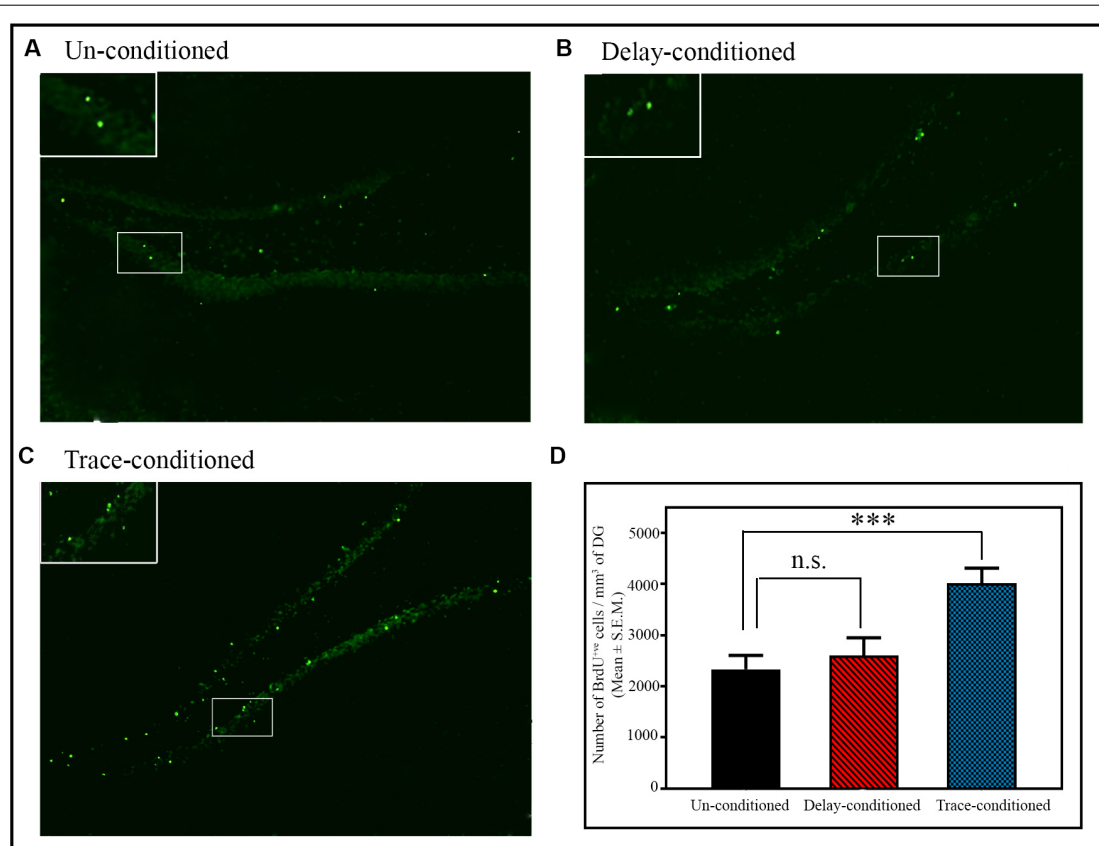 A Un-conditioned
B Delay-conditioned
C Trace-conditioned
D
Number of BrdU⁺ᵛᵉ cells / mm³ of DG
(Mean ± S.E.M.)
5000
4000
3000
2000
1000
0
***
n.s.
Un-conditioned Delay-conditioned Trace-conditioned